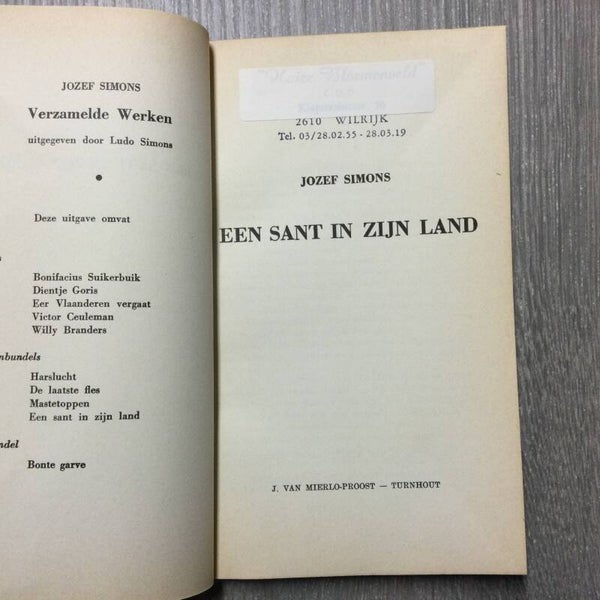 JOZEF SIMONS
Verzamelde Werken
uitgegeven door Ludo Simons
Deze uitgave omvat
Bonifacius Suikerbuik
Dientje Goris
Eer Vlaanderen vergaat
Victor Ceuleman
Willy Branders
nbundels
Harslucht
De laatste fles
Mastetoppen
Een sant in zijn land
ndel
Bonte garve
2610 WILRIJK
Tel. 03/28.02.55 - 28.03.19
JOZEF SIMONS
EEN SANT IN ZIJN LAND
J. VAN MIERLO-PROOST — TURNHOUT